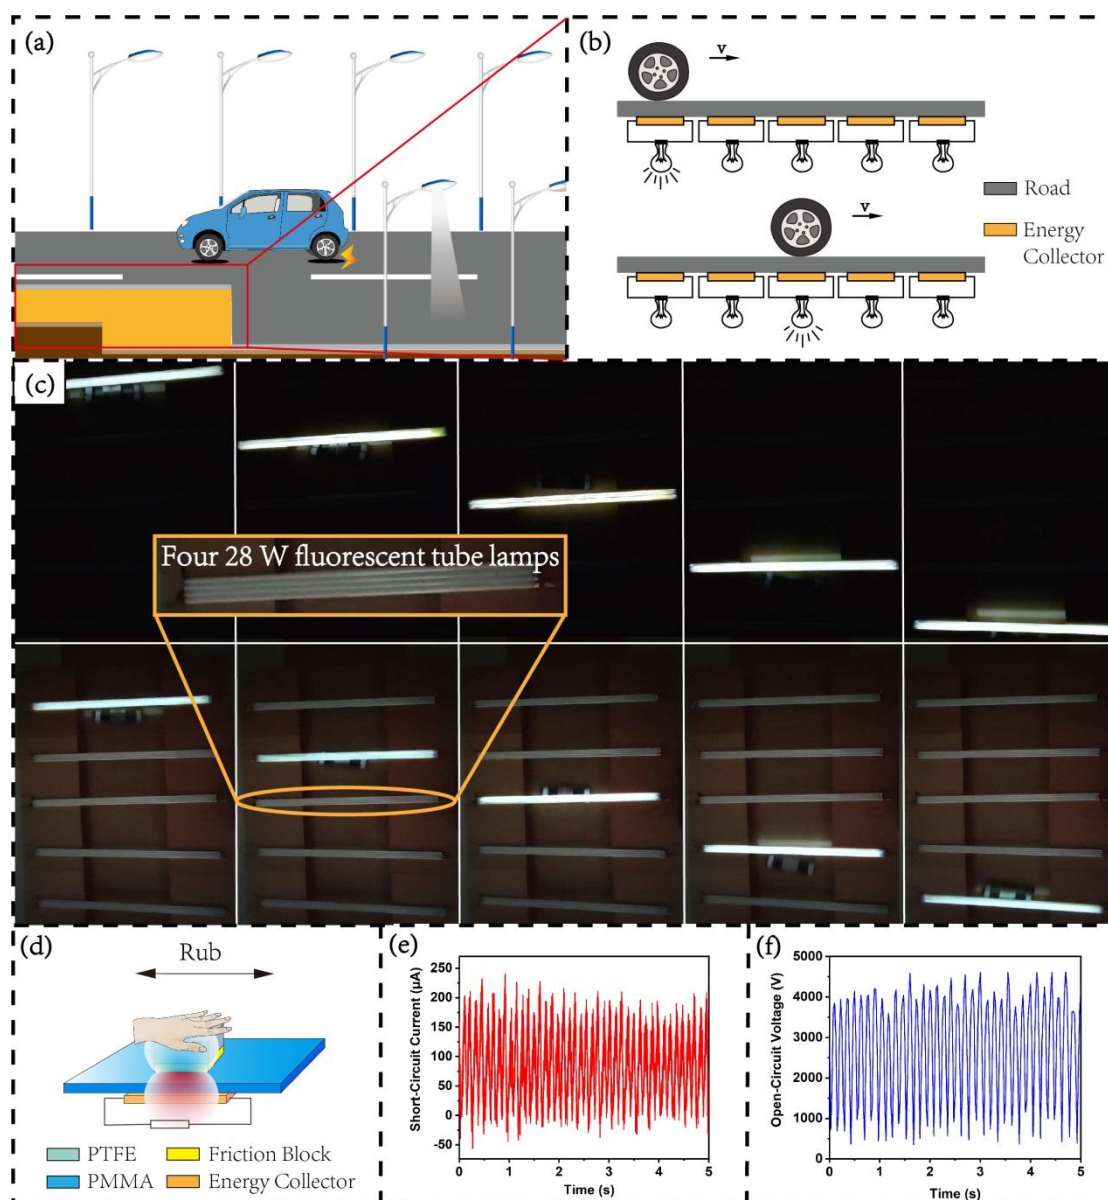 (a)
(b)
v
Road
v
Energy
Collector
(c)
Four 28 W fluorescent tube lamps
(d)
Rub
PTFE
Friction Block
PMMA
Energy Collector
(e)
Short-Circuit Current (μA)
250
200
150
100
50
0
-50
0 1 2 3 4 5
Time (s)
(f)
Open-Circuit Voltage (V)
5000
4000
3000
2000
1000
0
0 1 2 3 4 5
Time (s)